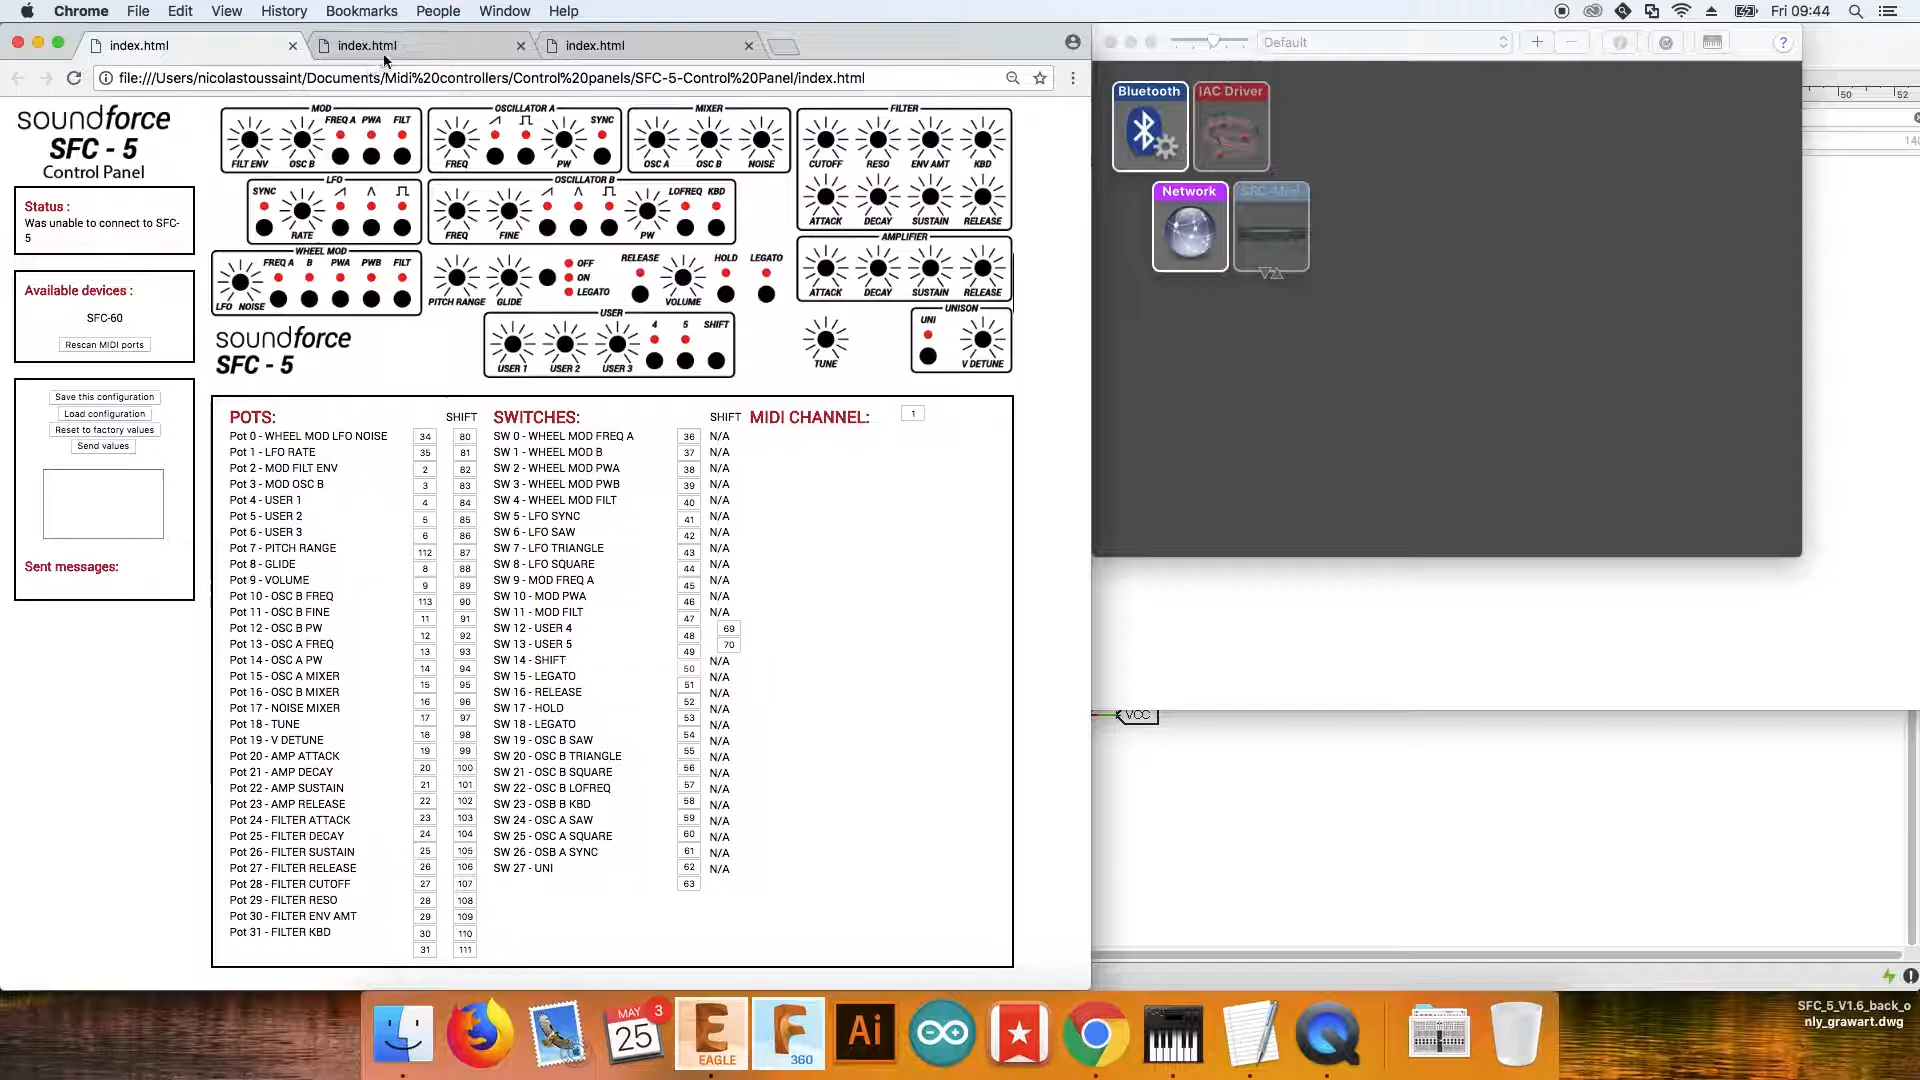 Chrome File Edit View History Bookmarks People Window Help Fri 09:44
index.html index.html index.html
file:///Users/nicolastoussaint/Documents/Midi%20controllers/Control%20panels/SFC-5-Control%20Panel/index.html
Default
?
50 52
140
Bluetooth IAC Driver
Network
VCC
soundforce
SFC - 5
Control Panel
Status :
Was unable to connect to SFC-
5
Available devices :
SFC-60
Rescan MIDI ports
Save this configuration
Load configuration
Reset to factory values
Send values
Sent messages:
MOD
FREQ A PWA FILT
FILT ENV OSC B
OSCILLATOR A
SYNC
FREQ PW
MIXER
OSC A OSC B NOISE
FILTER
CUTOFF RESO ENV AMT KBD
ATTACK DECAY SUSTAIN RELEASE
LFO
SYNC
RATE
OSCILLATOR B
LOFREQ KBD
FREQ FINE PW
WHEEL MOD
FREQ A B PWA PWB FILT
LFO NOISE
PITCH RANGE GLIDE
OFF
ON
LEGATO
RELEASE HOLD LEGATO
VOLUME
AMPLIFIER
ATTACK DECAY SUSTAIN RELEASE
soundforce
SFC - 5
USER
4 5 SHIFT
USER 1 USER 2 USER 3
TUNE
UNISON
UNI
V DETUNE
POTS: SHIFT
Pot 0 - WHEEL MOD LFO NOISE 34 80
Pot 1 - LFO RATE 35 81
Pot 2 - MOD FILT ENV 2 82
Pot 3 - MOD OSC B 3 83
Pot 4 - USER 1 4 84
Pot 5 - USER 2 5 85
Pot 6 - USER 3 6 86
Pot 7 - PITCH RANGE 112 87
Pot 8 - GLIDE 8 88
Pot 9 - VOLUME 9 89
Pot 10 - OSC B FREQ 113 90
Pot 11 - OSC B FINE 11 91
Pot 12 - OSC B PW 12 92
Pot 13 - OSC A FREQ 13 93
Pot 14 - OSC A PW 14 94
Pot 15 - OSC A MIXER 15 95
Pot 16 - OSC B MIXER 16 96
Pot 17 - NOISE MIXER 17 97
Pot 18 - TUNE 18 98
Pot 19 - V DETUNE 19 99
Pot 20 - AMP ATTACK 20 100
Pot 21 - AMP DECAY 21 101
Pot 22 - AMP SUSTAIN 22 102
Pot 23 - AMP RELEASE 23 103
Pot 24 - FILTER ATTACK 24 104
Pot 25 - FILTER DECAY 25 105
Pot 26 - FILTER SUSTAIN 26 106
Pot 27 - FILTER RELEASE 27 107
Pot 28 - FILTER CUTOFF 28 108
Pot 29 - FILTER RESO 29 109
Pot 30 - FILTER ENV AMT 30 110
Pot 31 - FILTER KBD 31 111
SWITCHES: SHIFT
SW 0 - WHEEL MOD FREQ A 36 N/A
SW 1 - WHEEL MOD B 37 N/A
SW 2 - WHEEL MOD PWA 38 N/A
SW 3 - WHEEL MOD PWB 39 N/A
SW 4 - WHEEL MOD FILT 40 N/A
SW 5 - LFO SYNC 41 N/A
SW 6 - LFO SAW 42 N/A
SW 7 - LFO TRIANGLE 43 N/A
SW 8 - LFO SQUARE 44 N/A
SW 9 - MOD FREQ A 45 N/A
SW 10 - MOD PWA 46 N/A
SW 11 - MOD FILT 47 N/A
SW 12 - USER 4 48 69
SW 13 - USER 5 49 70
SW 14 - SHIFT 50 N/A
SW 15 - LEGATO 51 N/A
SW 16 - RELEASE 52 N/A
SW 17 - HOLD 53 N/A
SW 18 - LEGATO 54 N/A
SW 19 - OSC B SAW 55 N/A
SW 20 - OSC B TRIANGLE 56 N/A
SW 21 - OSC B SQUARE 57 N/A
SW 22 - OSC B LOFREQ 58 N/A
SW 23 - OSB B KBD 59 N/A
SW 24 - OSC A SAW 60 N/A
SW 25 - OSC A SQUARE 61 N/A
SW 26 - OSB A SYNC 62 N/A
SW 27 - UNI 63 N/A
MIDI CHANNEL: 1
MAY 3
25
EAGLE
F
360
Ai
SFC_5_V1.6_back_o
nly_grawart.dwg